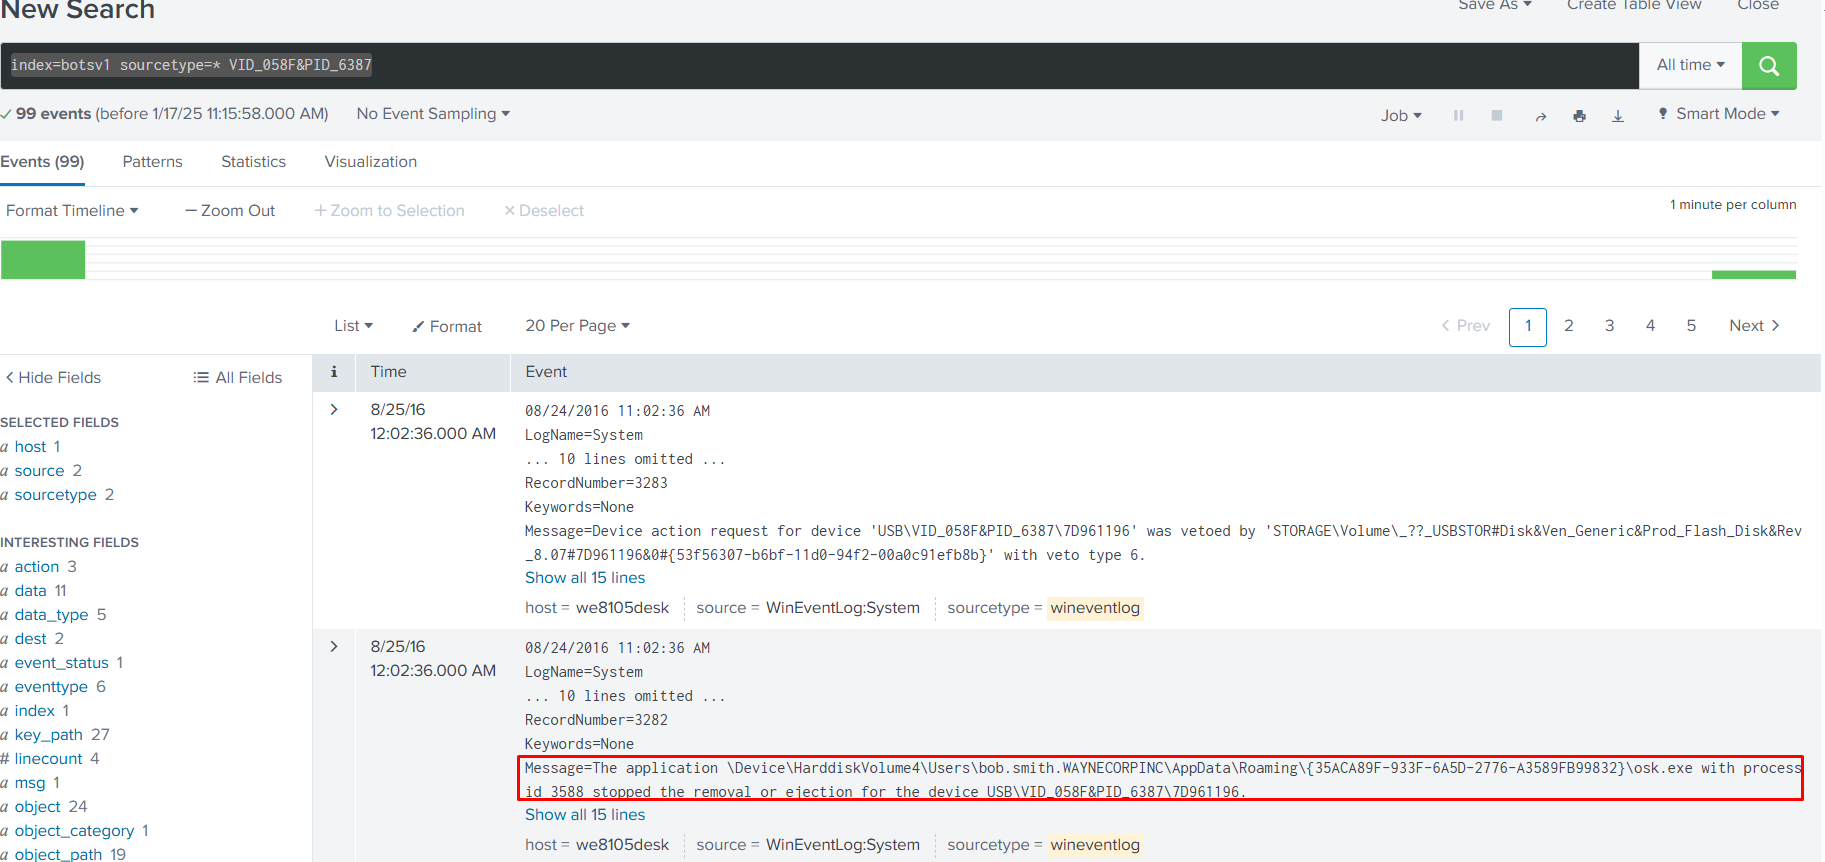 New Search
Save As
Create Table View
Close
index=botsv1 sourcetype=* VID_058F&PID_6387
All time
99 events (before 1/17/25 11:15:58.000 AM)
No Event Sampling
Job
Smart Mode
Events (99)
Patterns
Statistics
Visualization
Format Timeline
— Zoom Out
+ Zoom to Selection
× Deselect
1 minute per column
List
Format
20 Per Page
< Prev
1
2
3
4
5
Next >
< Hide Fields
All Fields
i
Time
Event
SELECTED FIELDS
a host 1
a source 2
a sourcetype 2
INTERESTING FIELDS
a action 3
a data 11
a data_type 5
a dest 2
a event_status 1
a eventtype 6
a index 1
a key_path 27
# linecount 4
a msg 1
a object 24
a object_category 1
a object_path 19
8/25/16
12:02:36.000 AM
08/24/2016 11:02:36 AM
LogName=System
... 10 lines omitted ...
RecordNumber=3283
Keywords=None
Message=Device action request for device 'USB\VID_058F&PID_6387\7D961196' was vetoed by 'STORAGE\Volume\_??_USBSTOR#Disk&Ven_Generic&Prod_Flash_Disk&Rev
_8.07#7D961196&0#{53f56307-b6bf-11d0-94f2-00a0c91efb8b}' with veto type 6.
Show all 15 lines
host = we8105desk
source = WinEventLog:System
sourcetype = wineventlog
8/25/16
12:02:36.000 AM
08/24/2016 11:02:36 AM
LogName=System
... 10 lines omitted ...
RecordNumber=3282
Keywords=None
Message=The application \Device\HarddiskVolume4\Users\bob.smith.WAYNECORPINC\AppData\Roaming\{35ACA89F-933F-6A5D-2776-A3589FB99832}\osk.exe with process
id 3588 stopped the removal or ejection for the device USB\VID_058F&PID_6387\7D961196.
Show all 15 lines
host = we8105desk
source = WinEventLog:System
sourcetype = wineventlog